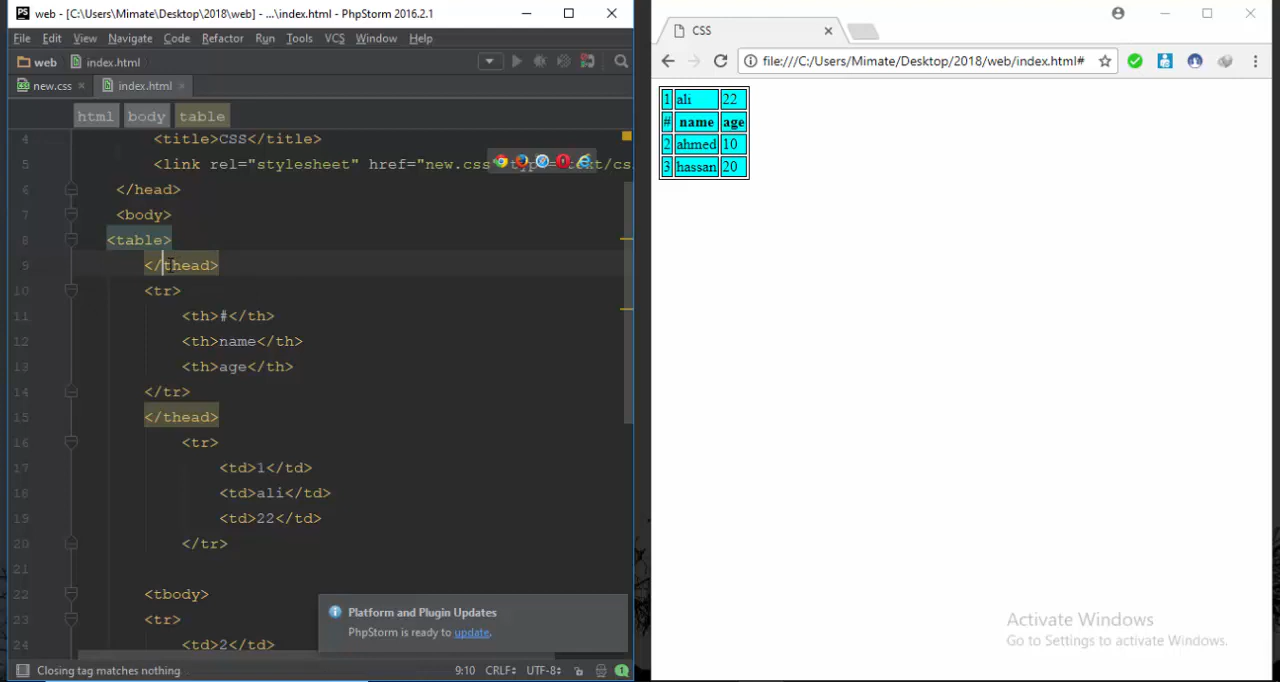 web - [C:\Users\Mimate\Desktop\2018\web] - ...\index.html - PhpStorm 2016.2.1
File Edit View Navigate Code Refactor Run Tools VCS Window Help
web index.html
new.css index.html
html body table
4 <title>CSS</title>
5 <link rel="stylesheet" href="new.css
6 </head>
7 <body>
8 <table>
9 </thead>
10 <tr>
11 <th>#</th>
12 <th>name</th>
13 <th>age</th>
14 </tr>
15 </thead>
16 <tr>
17 <td>1</td>
18 <td>ali</td>
19 <td>22</td>
20 </tr>
21
22 <tbody>
23 <tr>
24 <td>2</td>
Platform and Plugin Updates
PhpStorm is ready to update.
Closing tag matches nothing 9:10 CRLF UTF-8
CSS
file:///C:/Users/Mimate/Desktop/2018/web/index.html#
1 ali 22
# name age
2 ahmed 10
3 hassan 20
Activate Windows
Go to Settings to activate Windows.